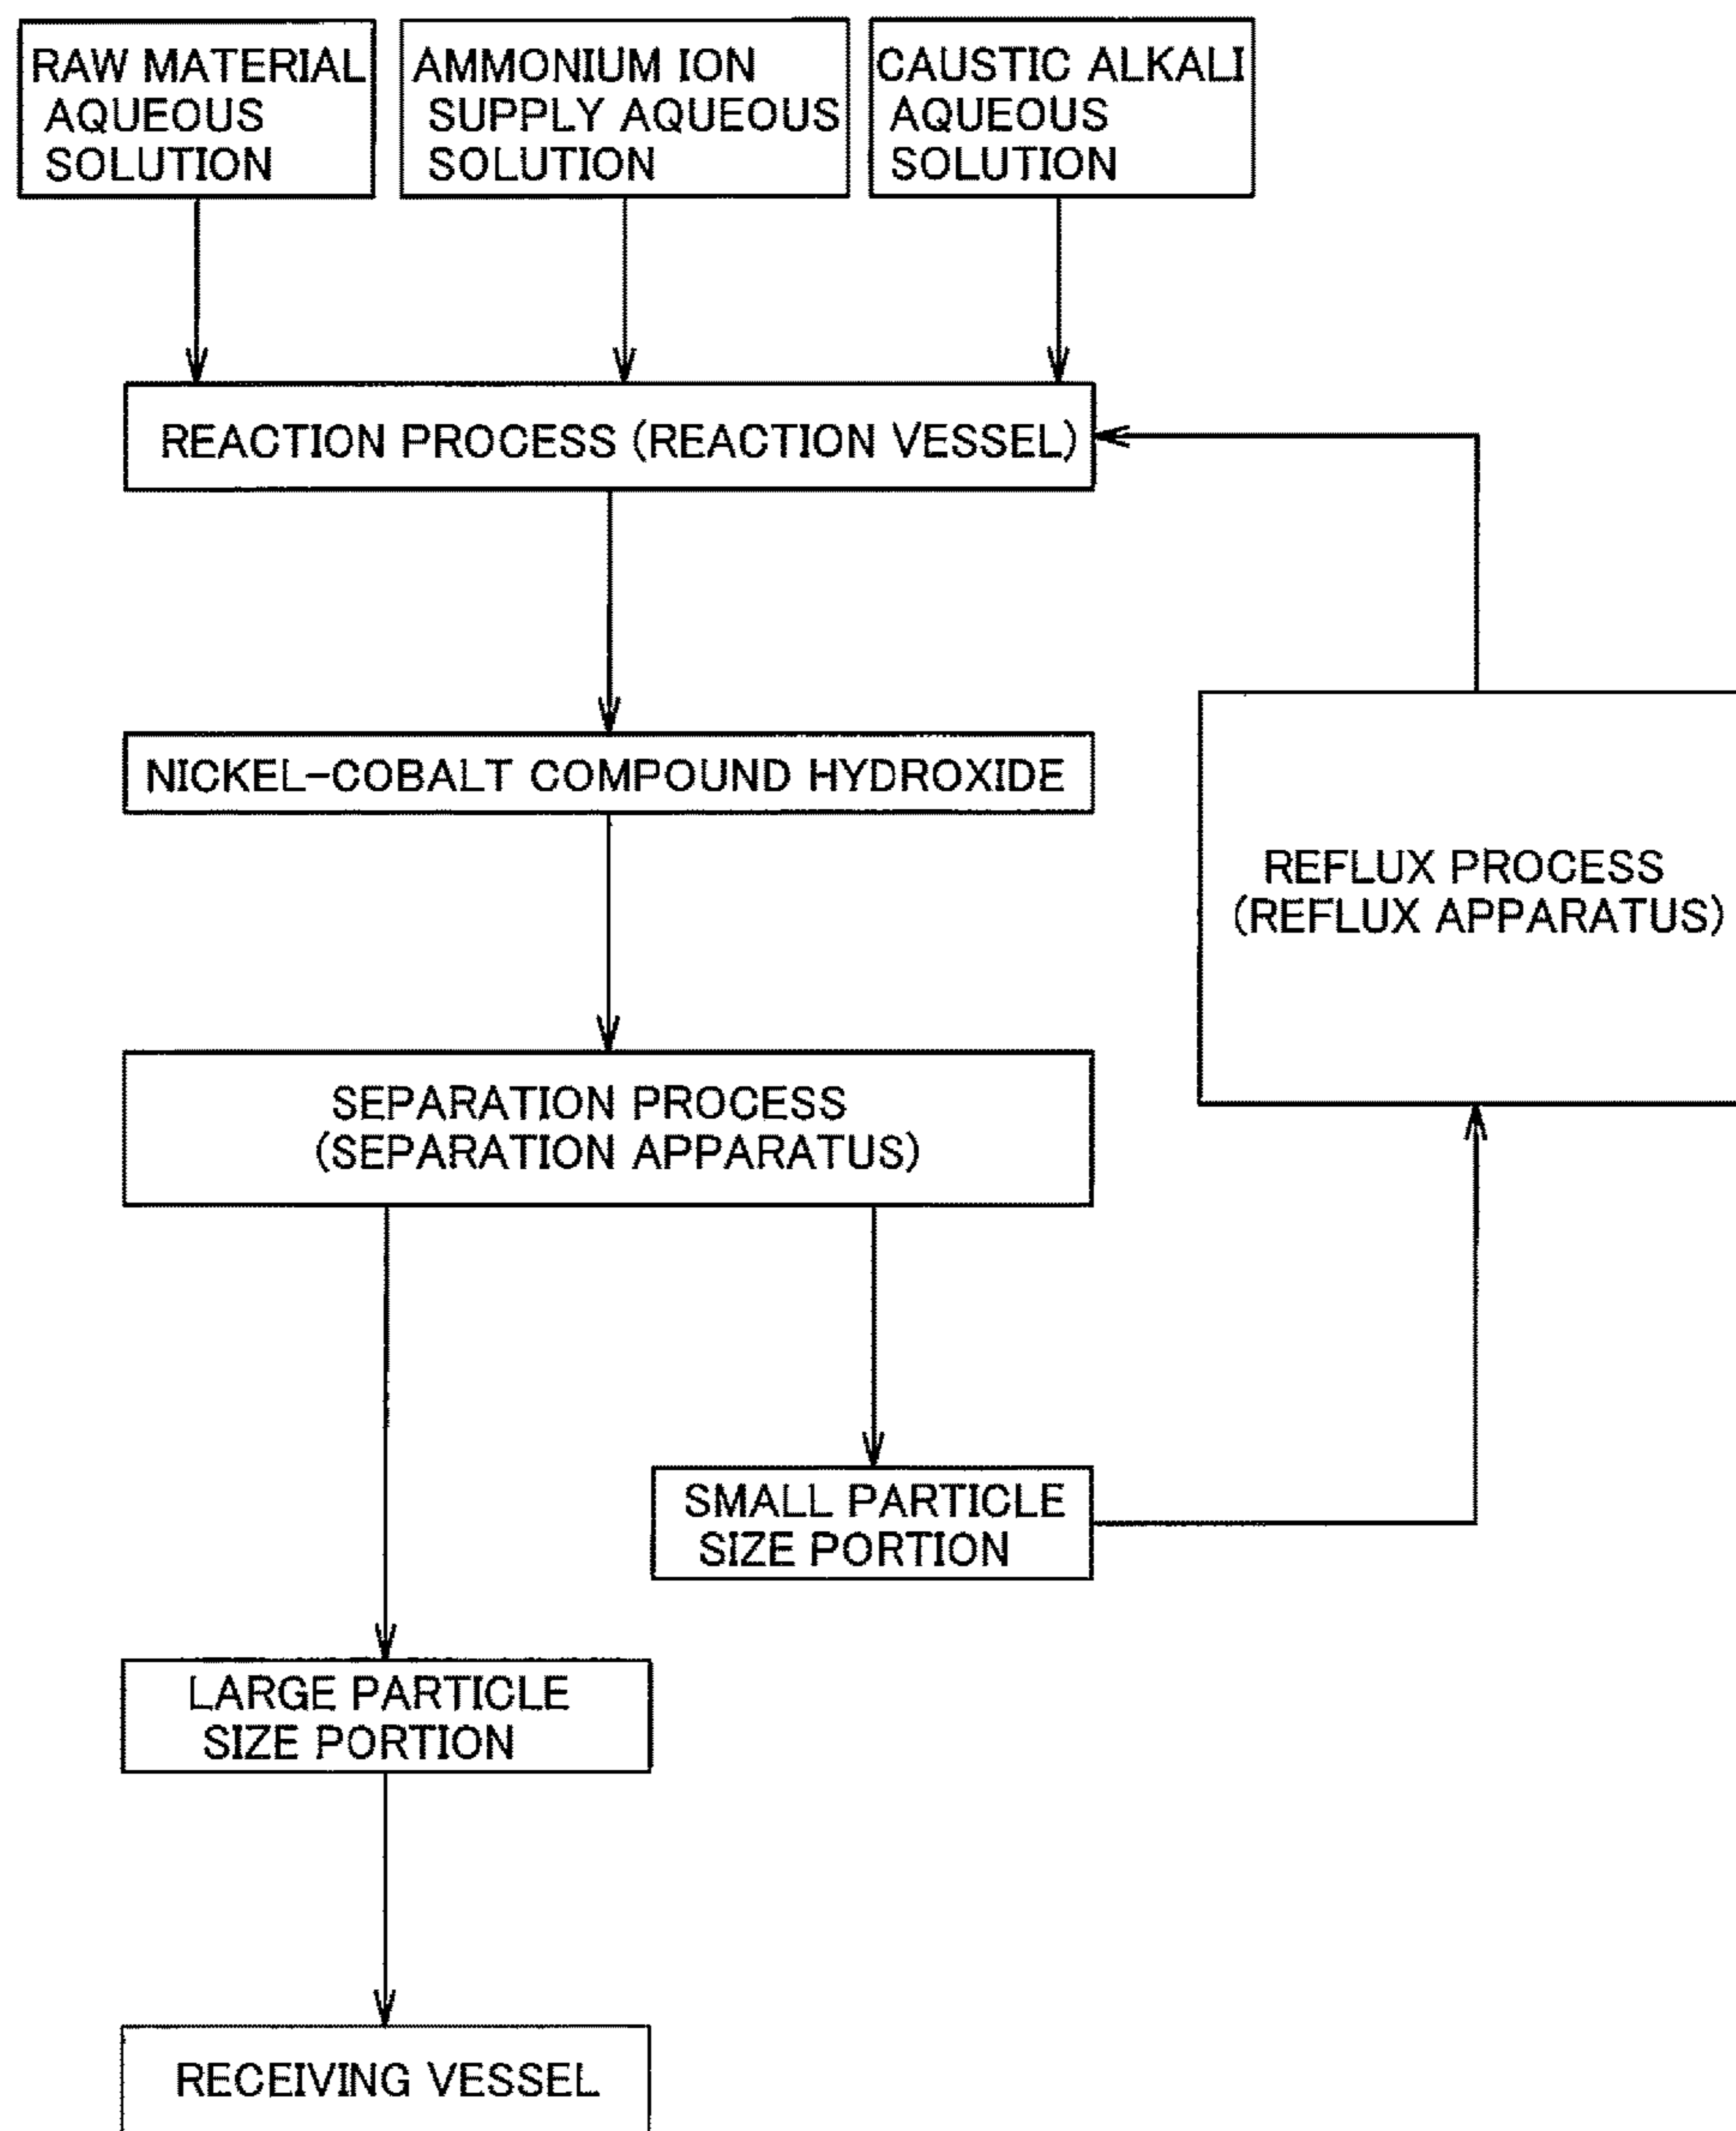 RAW MATERIAL
AQUEOUS
SOLUTION
AMMONIUM ION
SUPPLY AQUEOUS
SOLUTION
CAUSTIC ALKALI
AQUEOUS
SOLUTION
REACTION PROCESS (REACTION VESSEL)
NICKEL-COBALT COMPOUND HYDROXIDE
REFLUX PROCESS
(REFLUX APPARATUS)
SEPARATION PROCESS
(SEPARATION APPARATUS)
SMALL PARTICLE
SIZE PORTION
LARGE PARTICLE
SIZE PORTION
RECEIVING VESSEL